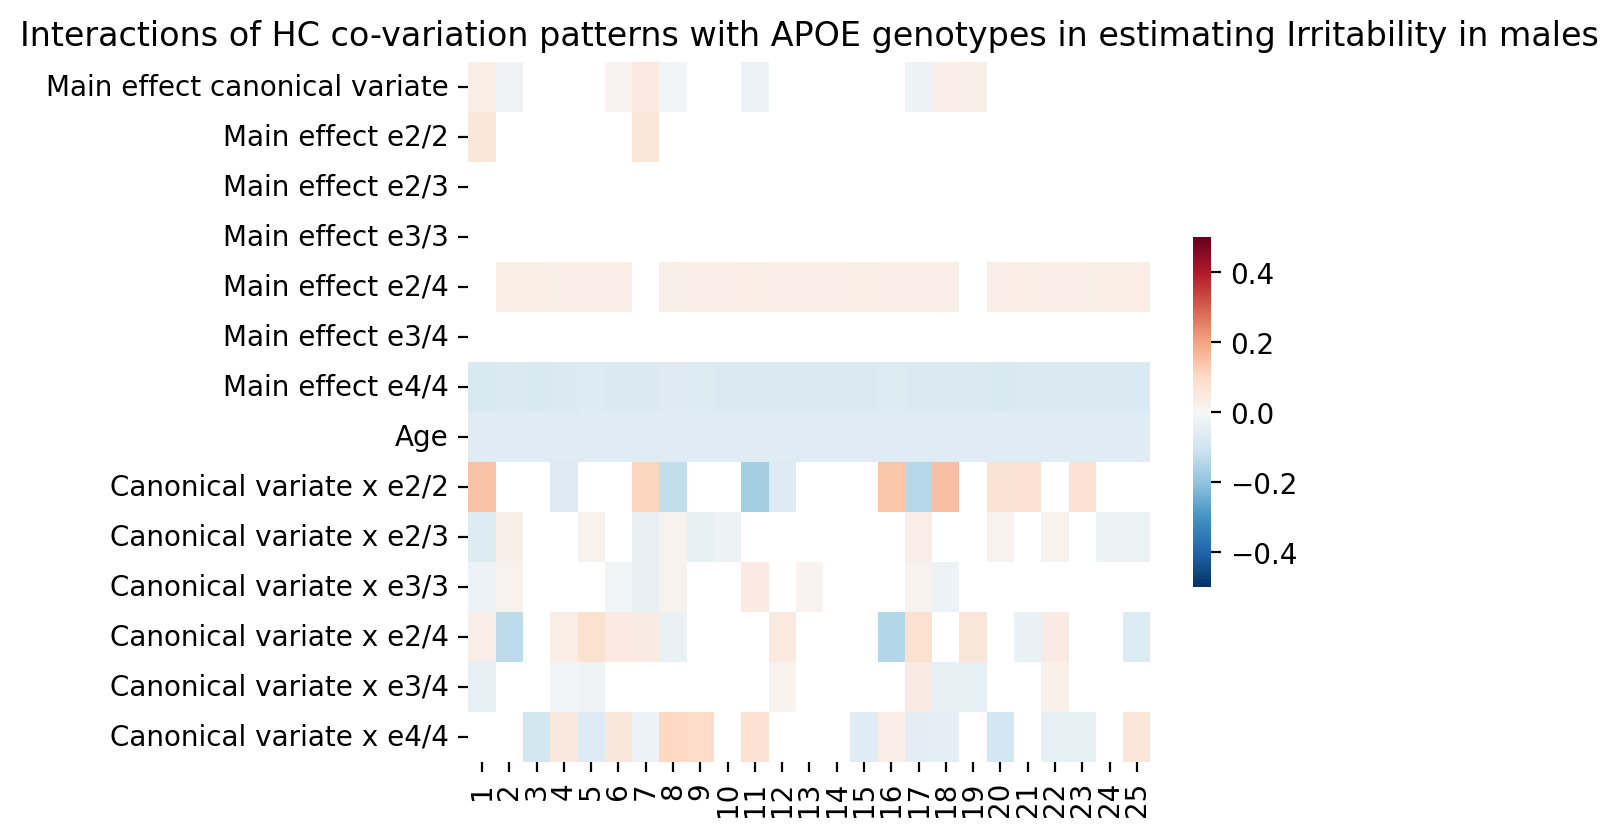 Interactions of HC co-variation patterns with APOE genotypes in estimating Irritability in males
Main effect canonical variate
Main effect e2/2
Main effect e2/3
Main effect e3/3
Main effect e2/4
Main effect e3/4
Main effect e4/4
Age
Canonical variate x e2/2
Canonical variate x e2/3
Canonical variate x e3/3
Canonical variate x e2/4
Canonical variate x e3/4
Canonical variate x e4/4
1 2 3 4 5 6 7 8 9 10 11 12 13 14 15 16 17 18 19 20 21 22 23 24 25
0.4
0.2
0.0
−0.2
−0.4